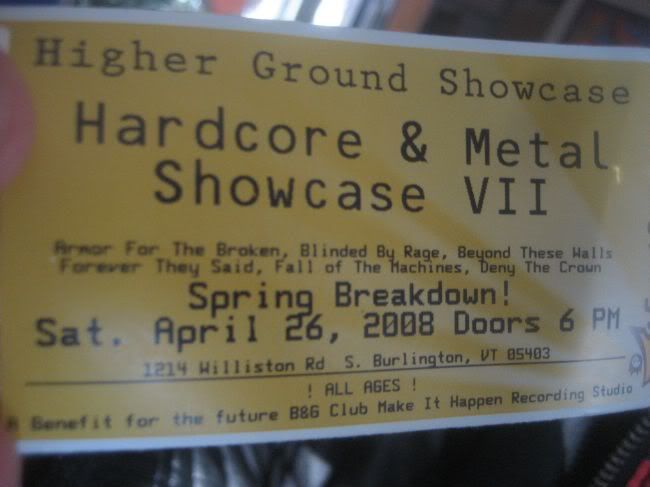 Higher Ground Showcase
Hardcore & Metal
Showcase VII
Armor For The Broken, Blinded By Rage, Beyond These Walls
Forever They Said, Fall of The Machines, Deny The Crown
Spring Breakdown!
Sat. April 26, 2008 Doors 6 PM
1214 Williston Rd S. Burlington, VT 05403
! ALL AGES !
A Benefit for the future B&G Club Make It Happen Recording Studio